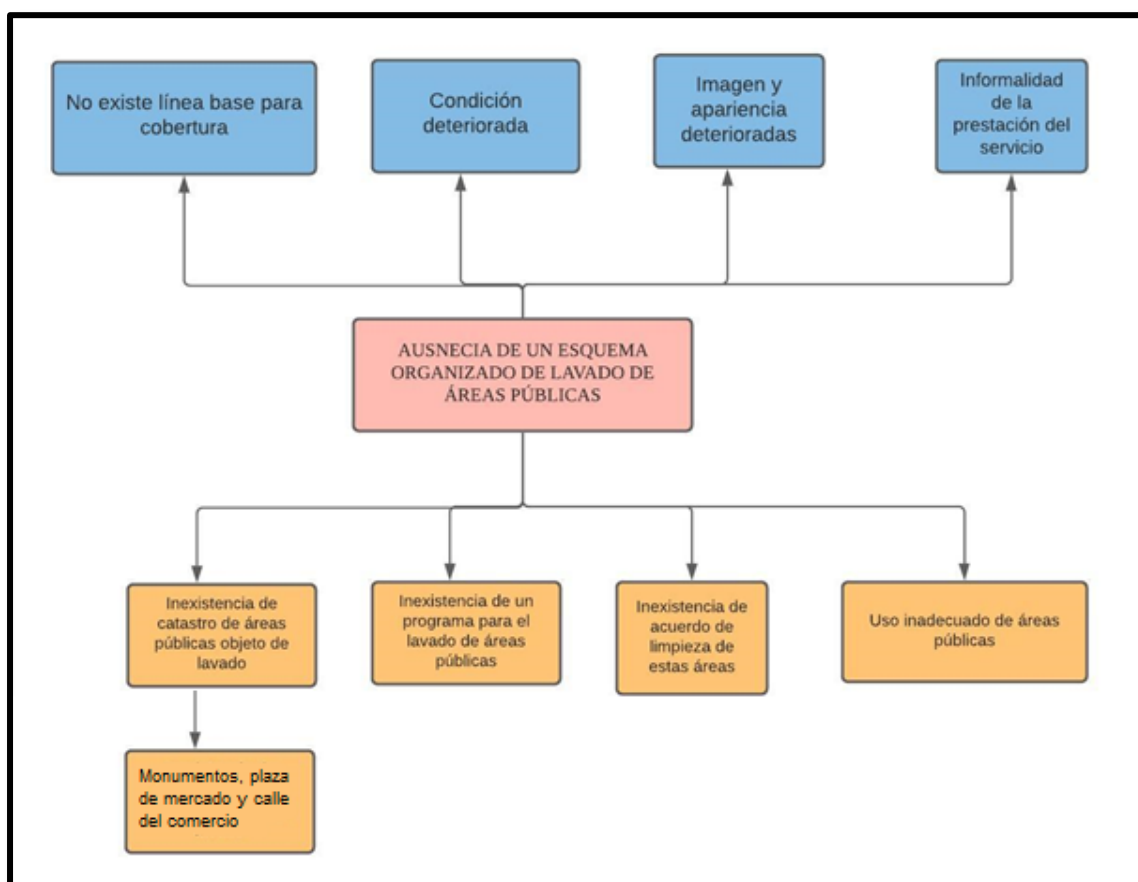 No existe línea base para
cobertura
Condición
deteriorada
Imagen y
apariencia
deterioradas
Informalidad
de la
prestación del
servicio
AUSNECIA DE UN ESQUEMA
ORGANIZADO DE LAVADO DE
ÁREAS PÚBLICAS
Inexistencia de
catastro de áreas
públicas objeto de
lavado
Inexistencia de un
programa para el
lavado de áreas
públicas
Inexistencia de
acuerdo de
limpieza de
estas áreas
Uso inadecuado de áreas
públicas
Monumentos, plaza
de mercado y calle
del comercio